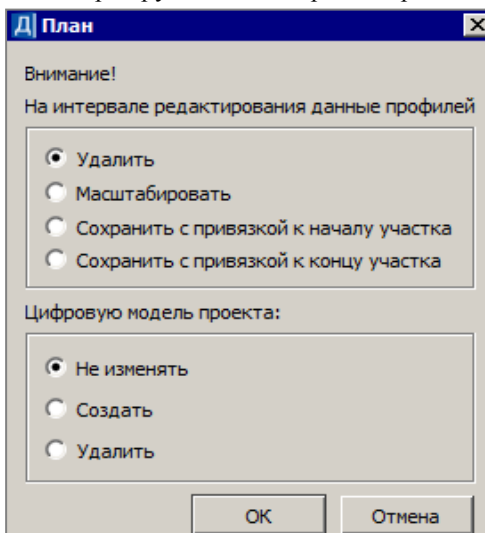 Д План
Внимание!
На интервале редактирования данные профилей
Удалить
Масштабировать
Сохранить с привязкой к началу участка
Сохранить с привязкой к концу участка
Цифровую модель проекта:
Не изменять
Создать
Удалить
OK Отмена